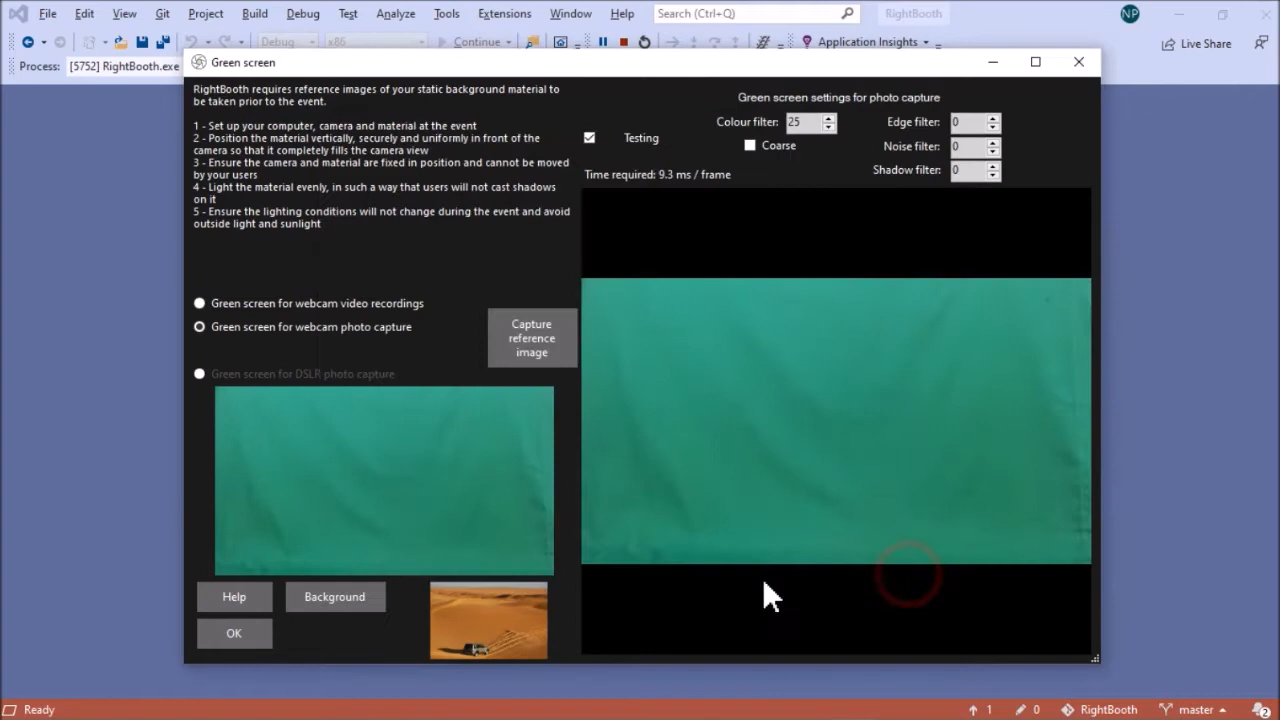 File Edit View Git Project Build Debug Test Analyze Tools Extensions Window Help Search (Ctrl+Q) RightBooth NP
Debug x86 Continue Application Insights Live Share
Process: [5752] RightBooth.exe
Green screen
RightBooth requires reference images of your static background material to
be taken prior to the event.
1 - Set up your computer, camera and material at the event
2 - Position the material vertically, securely and uniformly in front of the
camera so that it completely fills the camera view
3 - Ensure the camera and material are fixed in position and cannot be moved
by your users
4 - Light the material evenly, in such a way that users will not cast shadows
on it
5 - Ensure the lighting conditions will not change during the event and avoid
outside light and sunlight
Green screen for webcam video recordings
Green screen for webcam photo capture
Capture
reference
image
Green screen for DSLR photo capture
Help Background
OK
Green screen settings for photo capture
Colour filter: 25 Edge filter: 0
Testing Coarse Noise filter: 0
Shadow filter: 0
Time required: 9.3 ms / frame
Ready 1 0 RightBooth master 2